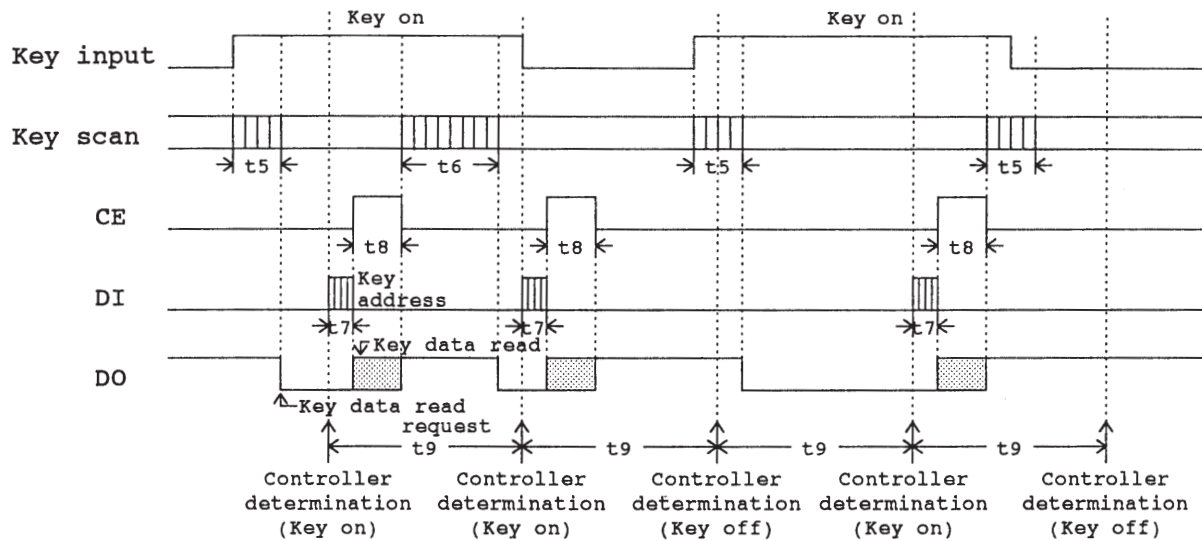 Key on
Key on
Key input
Key scan
t5
t6
t5
t5
CE
t8
t8
t8
DI
Key
address
t7
t7
t7
Key data read
DO
Key data read
request
t9
t9
t9
t9
Controller
determination
(Key on)
Controller
determination
(Key on)
Controller
determination
(Key off)
Controller
determination
(Key on)
Controller
determination
(Key off)